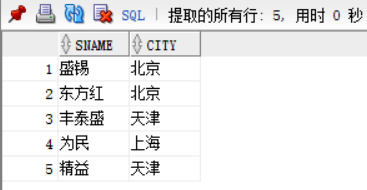 SQL | 提取的所有行: 5, 用时 0 秒
SNAME CITY
1 盛锡 北京
2 东方红 北京
3 丰泰盛 天津
4 为民 上海
5 精益 天津